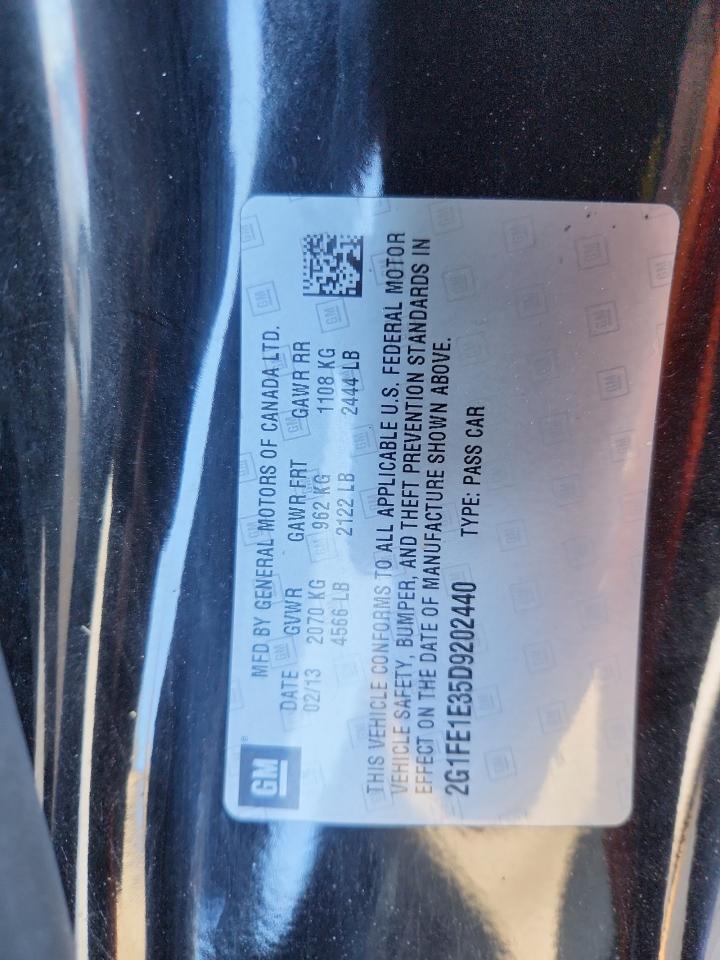 GM
MFD BY GENERAL MOTORS OF CANADA LTD.
DATE GVWR GAWR FRT GAWR RR
02/13 2070 KG 962 KG 1108 KG
4566 LB 2122 LB 2444 LB
THIS VEHICLE CONFORMS TO ALL APPLICABLE U.S. FEDERAL MOTOR
VEHICLE SAFETY, BUMPER, AND THEFT PREVENTION STANDARDS IN
EFFECT ON THE DATE OF MANUFACTURE SHOWN ABOVE.
2G1FE1E35D9202440 TYPE: PASS CAR